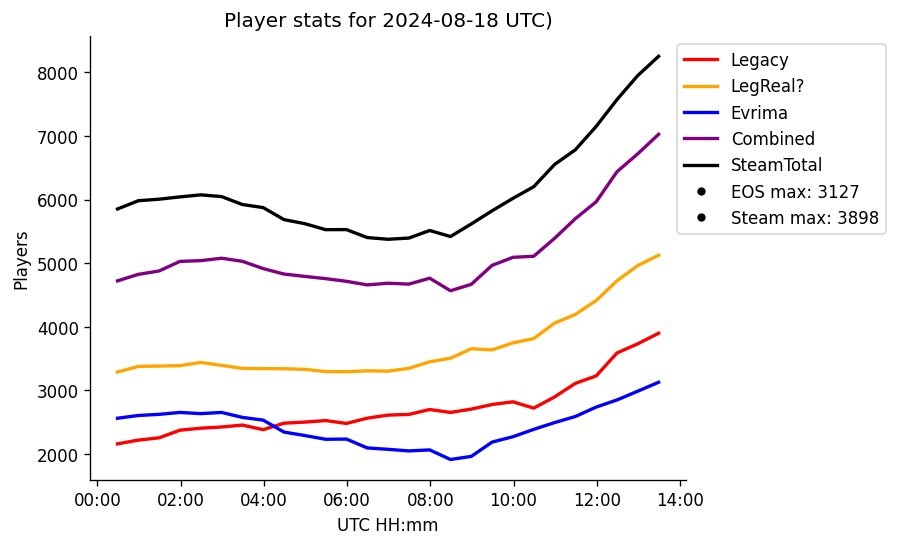 Player stats for 2024-08-18 UTC)
8000
7000
6000
5000
4000
3000
2000
Players
00:00 02:00 04:00 06:00 08:00 10:00 12:00 14:00
UTC HH:mm
Legacy
LegReal?
Evrima
Combined
SteamTotal
EOS max: 3127
Steam max: 3898